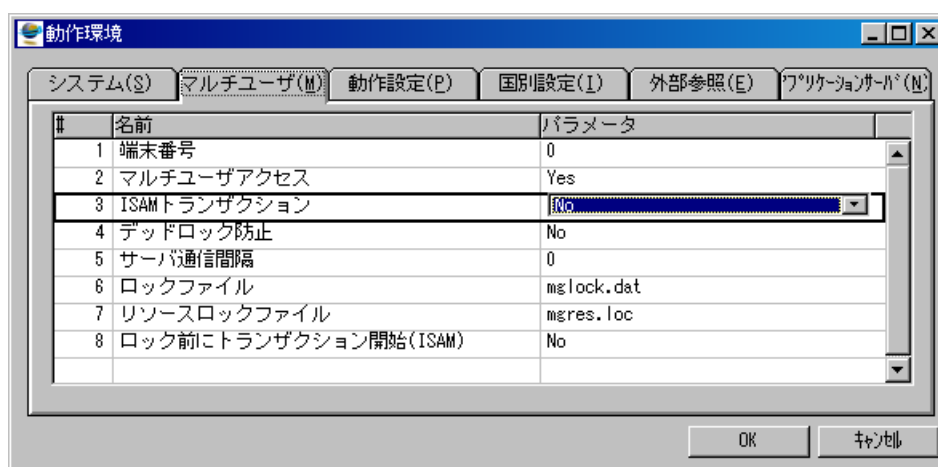 動作環境
システム(S) マルチユーザ(M) 動作設定(P) 国別設定(I) 外部参照(E) ｱﾌﾟﾘｹｰｼｮﾝｻｰﾊﾞ(N)
# 名前 パラメータ
1 端末番号 0
2 マルチユーザアクセス Yes
3 ISAMトランザクション No
4 デッドロック防止 No
5 サーバ通信間隔 0
6 ロックファイル mglock.dat
7 リソースロックファイル mgres.loc
8 ロック前にトランザクション開始(ISAM) No
OK ｷｬﾝｾﾙ